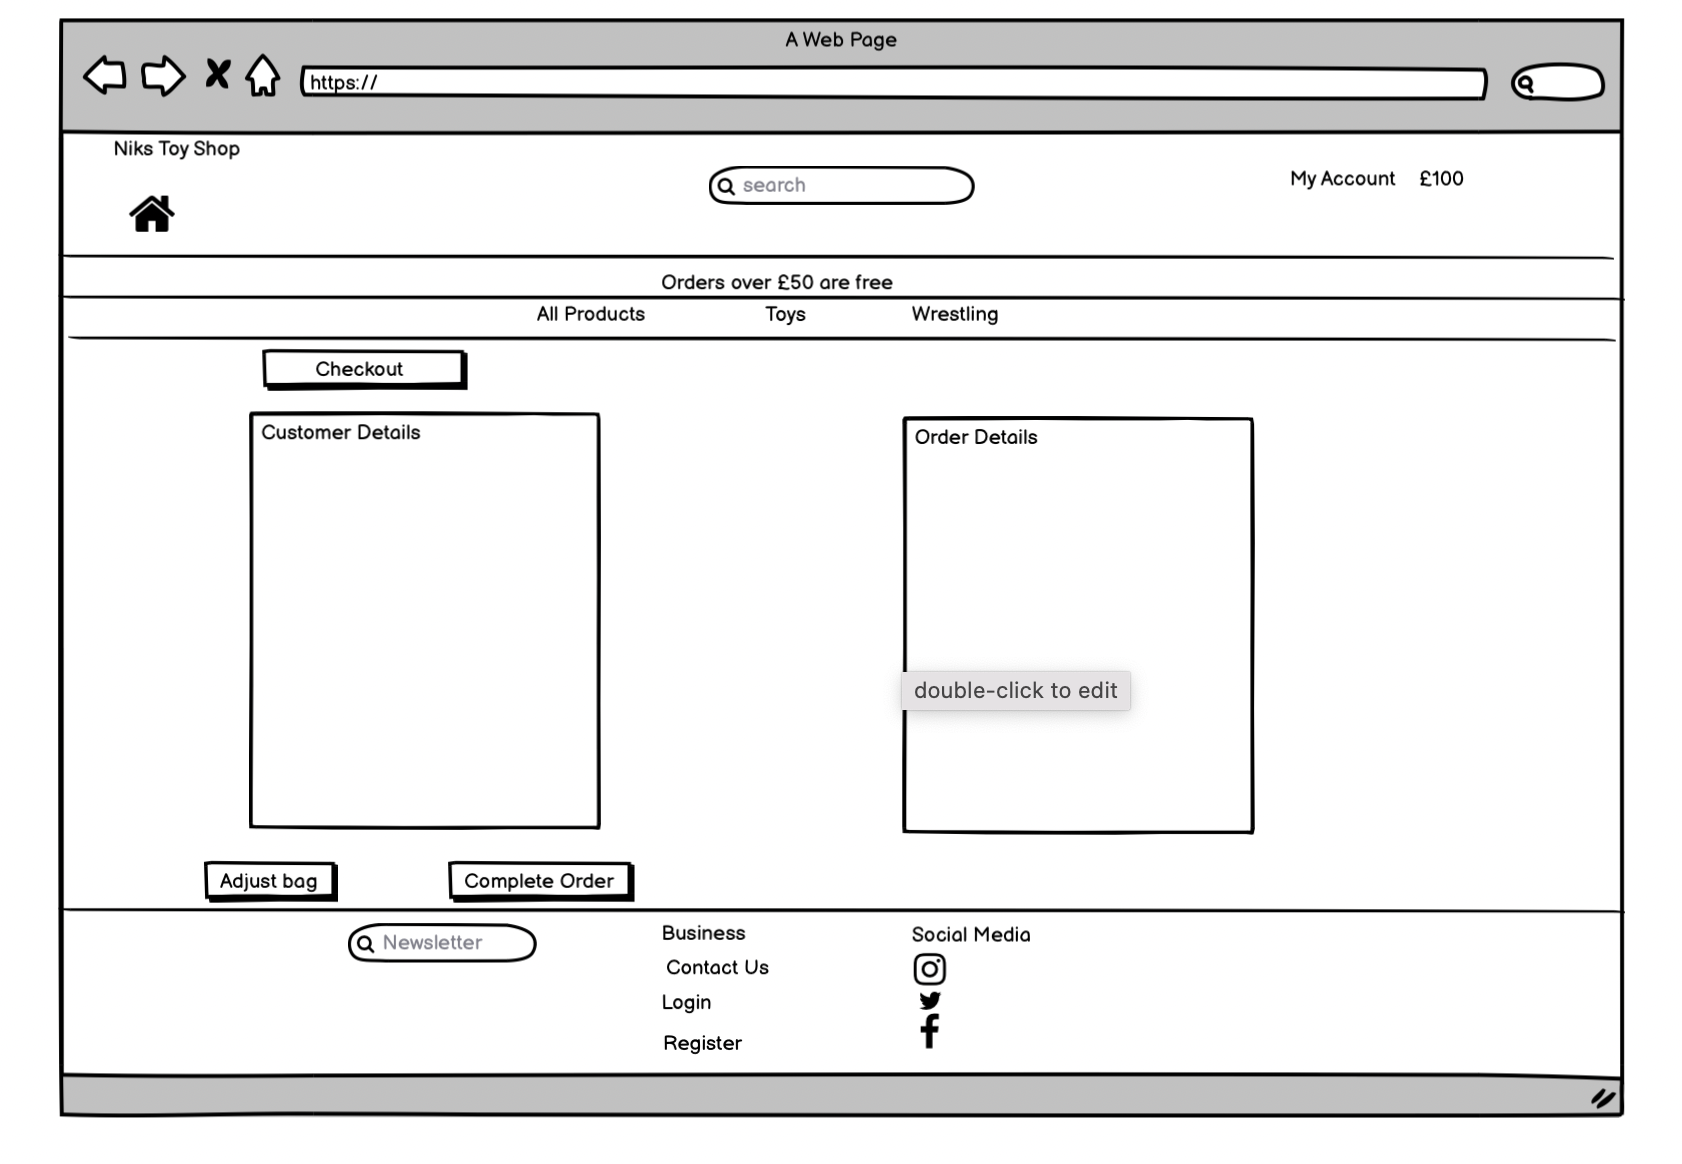 A Web Page
https://
Niks Toy Shop
search
My Account £100
Orders over £50 are free
All Products Toys Wrestling
Checkout
Customer Details
Order Details
double-click to edit
Adjust bag Complete Order
Newsletter
Business
Contact Us
Login
Register
Social Media